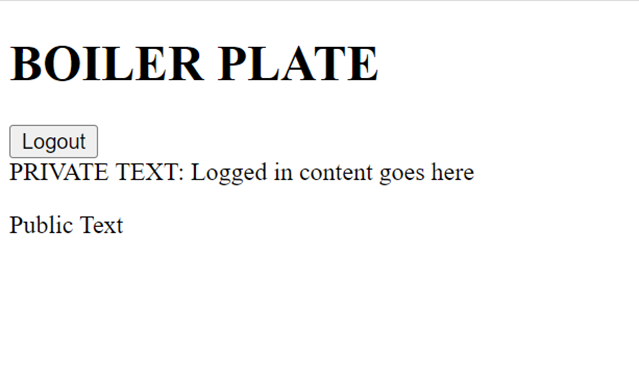 BOILER PLATE
Logout
PRIVATE TEXT: Logged in content goes here
Public Text